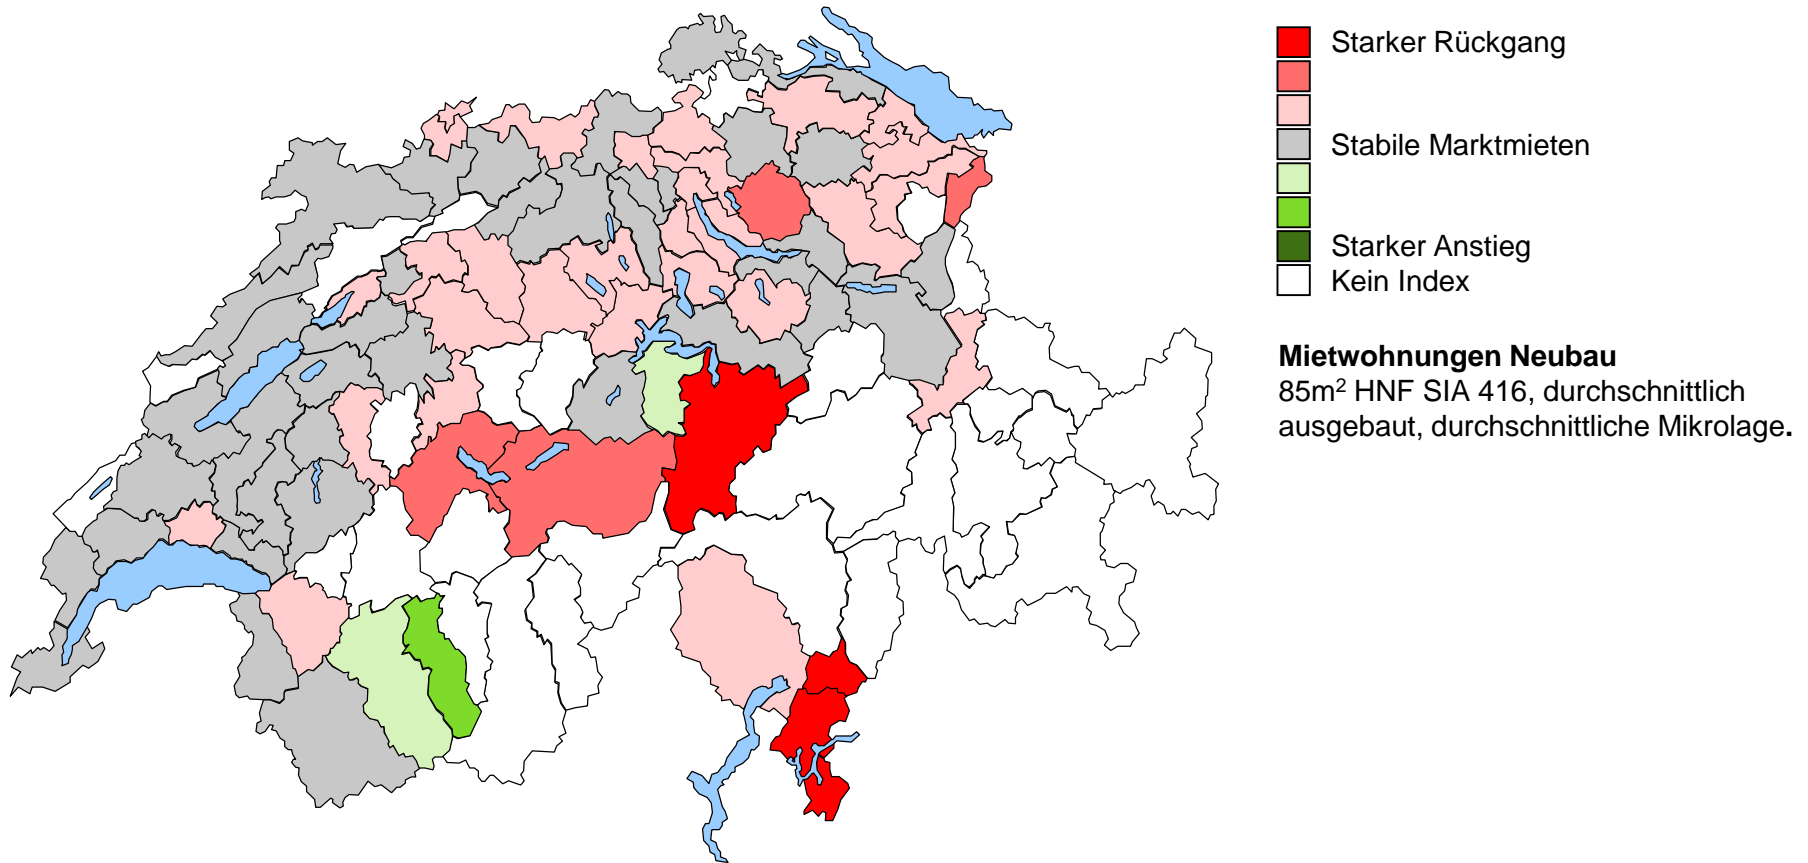 Starker Rückgang
Stabile Marktmieten
Starker Anstieg
Kein Index
Mietwohnungen Neubau
85m² HNF SIA 416, durchschnittlich
ausgebaut, durchschnittliche Mikrolage.